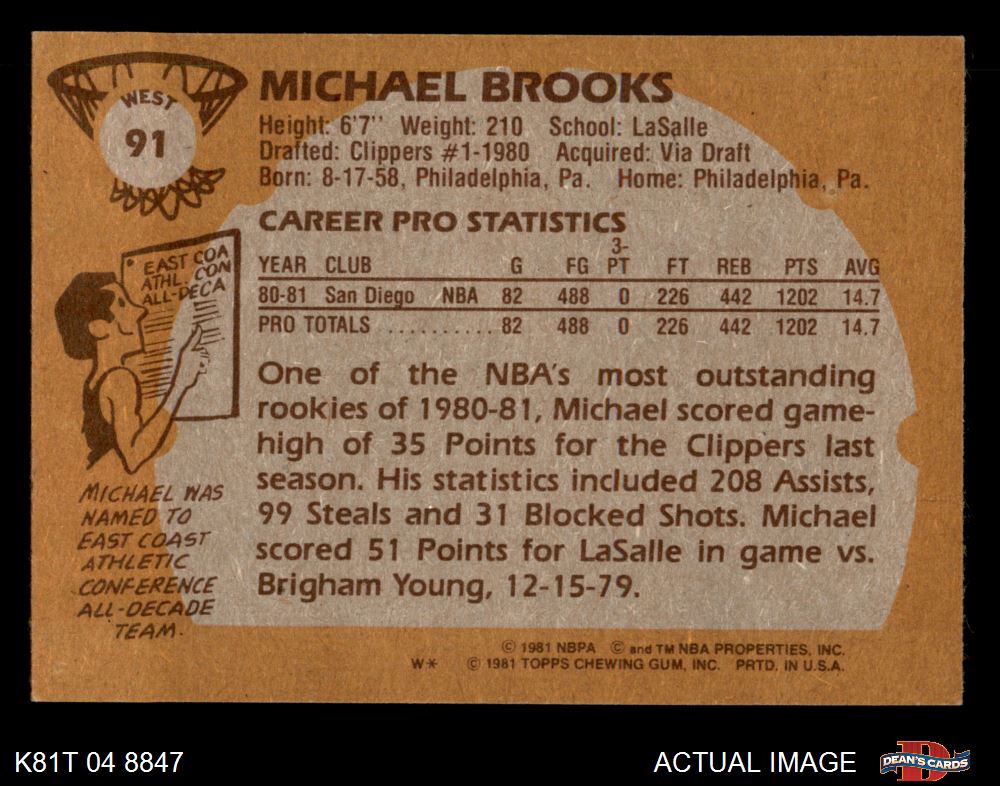 WEST
91
MICHAEL BROOKS
Height: 6'7" Weight: 210 School: LaSalle
Drafted: Clippers #1-1980 Acquired: Via Draft
Born: 8-17-58, Philadelphia, Pa. Home: Philadelphia, Pa.
CAREER PRO STATISTICS
YEAR CLUB G FG 3-PT FT REB PTS AVG
80-81 San Diego NBA 82 488 0 226 442 1202 14.7
PRO TOTALS .......... 82 488 0 226 442 1202 14.7
EAST COA
ATHL. CON
ALL-DECA
MICHAEL WAS
NAMED TO
EAST COAST
ATHLETIC
CONFERENCE
ALL-DECADE
TEAM.
One of the NBA's most outstanding
rookies of 1980-81, Michael scored game-
high of 35 Points for the Clippers last
season. His statistics included 208 Assists,
99 Steals and 31 Blocked Shots. Michael
scored 51 Points for LaSalle in game vs.
Brigham Young, 12-15-79.
© 1981 NBPA © and TM NBA PROPERTIES, INC.
W* © 1981 TOPPS CHEWING GUM, INC. PRTD. IN U.S.A.
K81T 04 8847
ACTUAL IMAGE
D
DEAN'S CARDS